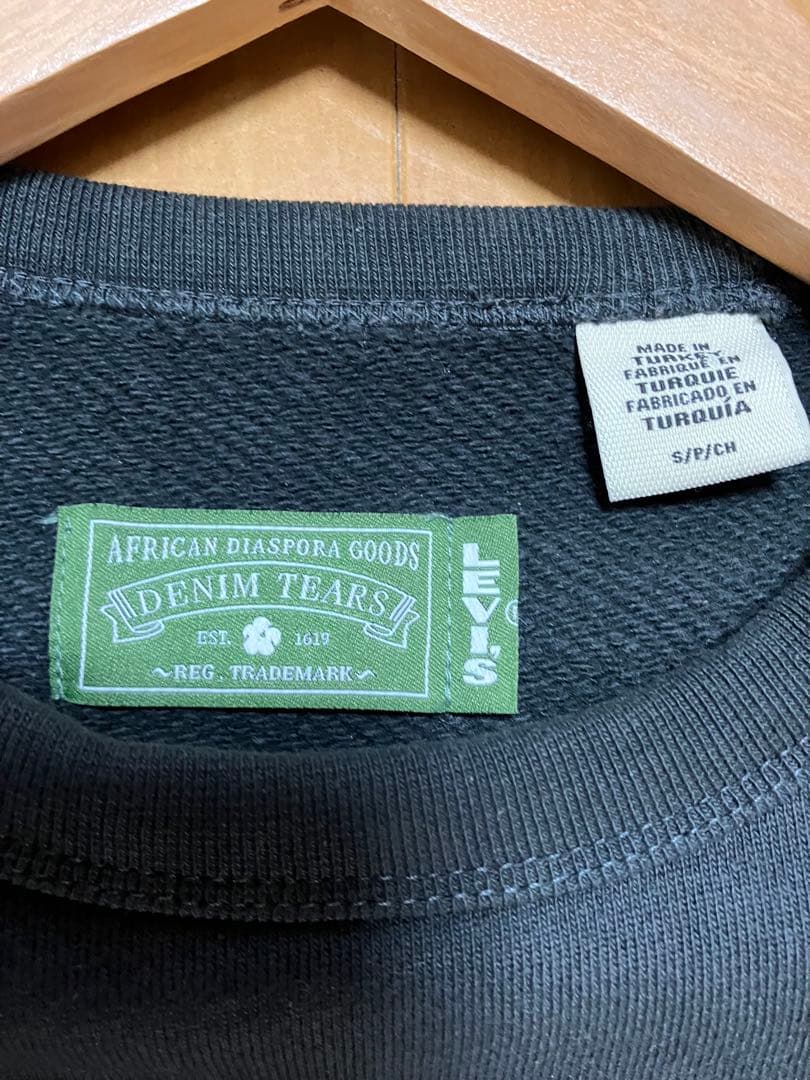 MADE IN
TURKEY
FABRIQUÉ EN
TURQUIE
FABRICADO EN
TURQUÍA
S/P/CH
AFRICAN DIASPORA GOODS
DENIM TEARS
EST. 1619
~REG. TRADEMARK~
LEVI'S
®